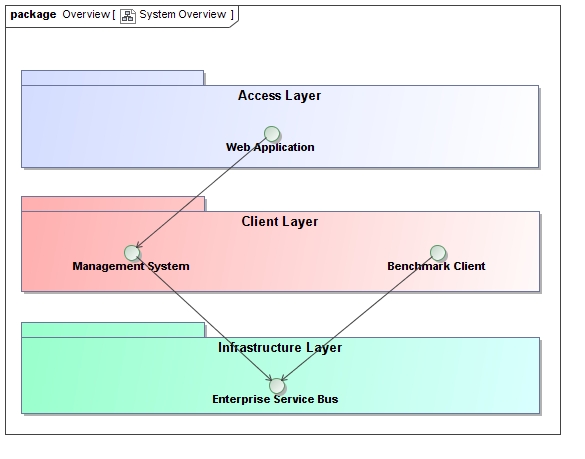 package Overview [ System Overview ]
Access Layer
Web Application
Client Layer
Management System
Benchmark Client
Infrastructure Layer
Enterprise Service Bus